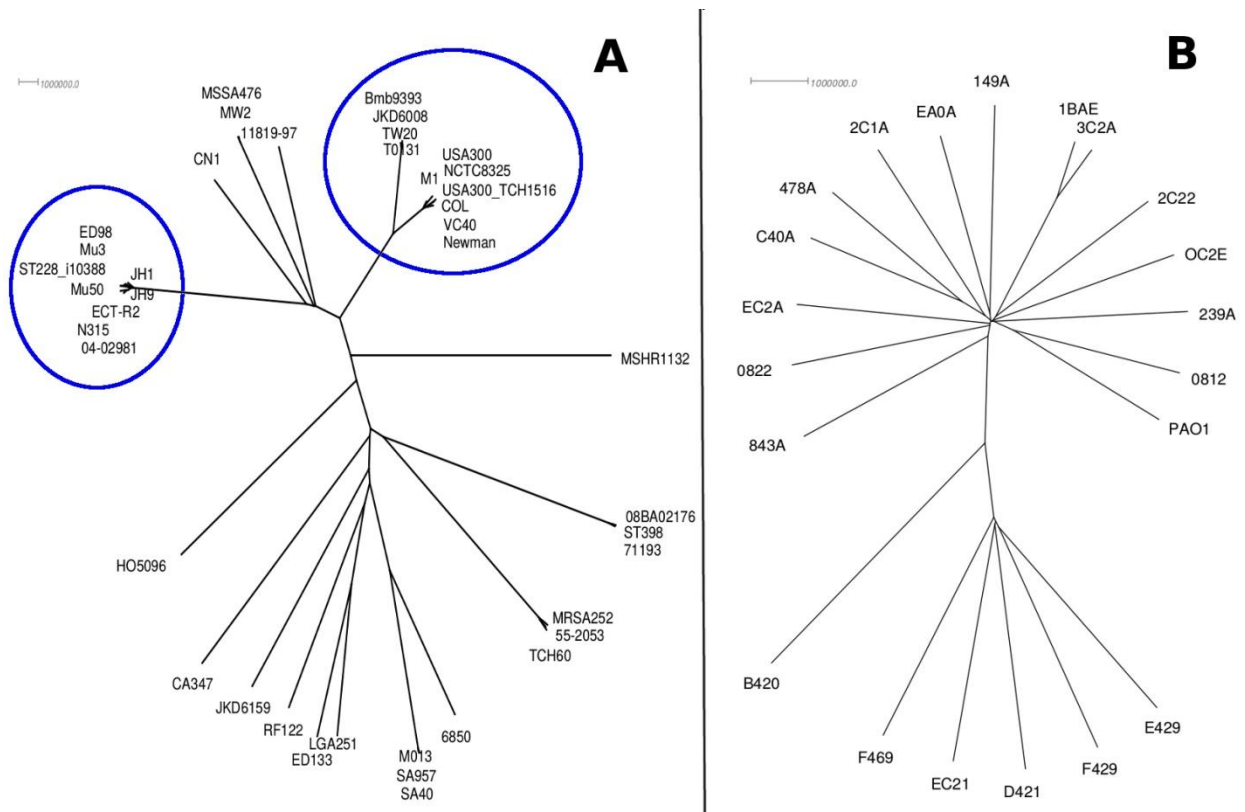 A
1000000.0
MSSA476
MW2
11819-97
CN1
Bmb9393
JKD6008
TW20
T0131
USA300
NCTC8325
M1
USA300_TCH1516
COL
VC40
Newman
ED98
Mu3
ST228_i10388
JH1
Mu50
JH9
ECT-R2
N315
04-02981
MSHR1132
08BA02176
ST398
71193
HO5096
MRSA252
55-2053
TCH60
CA347
JKD6159
RF122
LGA251
ED133
6850
M013
SA957
SA40
B
1000000.0
149A
EA0A
1BAE
3C2A
2C1A
478A
2C22
C40A
OC2E
EC2A
239A
0822
0812
843A
PAO1
B420
F469
EC21
D421
F429
E429